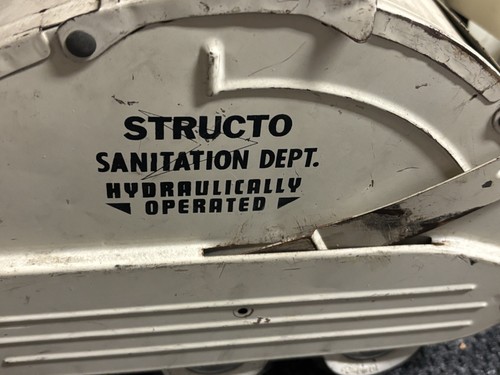 STRUCTO
SANITATION DEPT.
HYDRAULICALLY
OPERATED